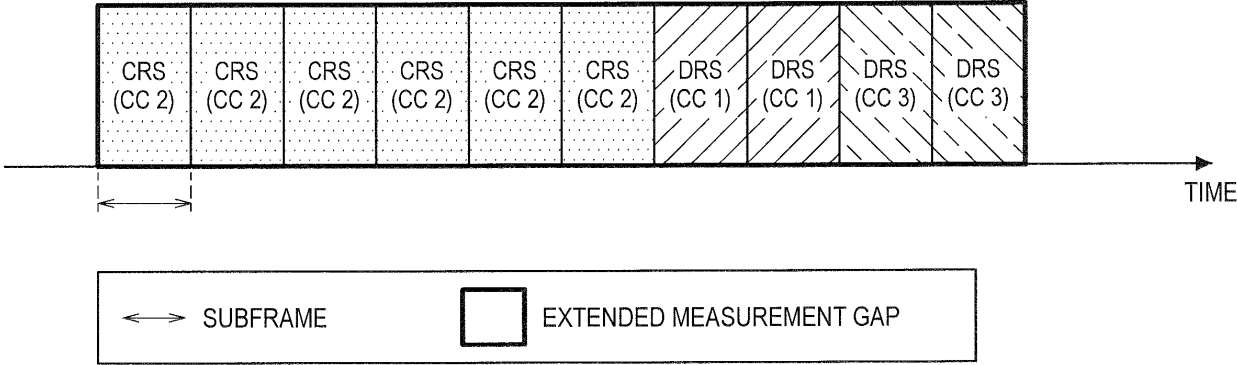 CRS CRS CRS CRS CRS CRS DRS DRS DRS DRS
(CC 2) (CC 2) (CC 2) (CC 2) (CC 2) (CC 2) (CC 1) (CC 1) (CC 3) (CC 3)
TIME
SUBFRAME EXTENDED MEASUREMENT GAP